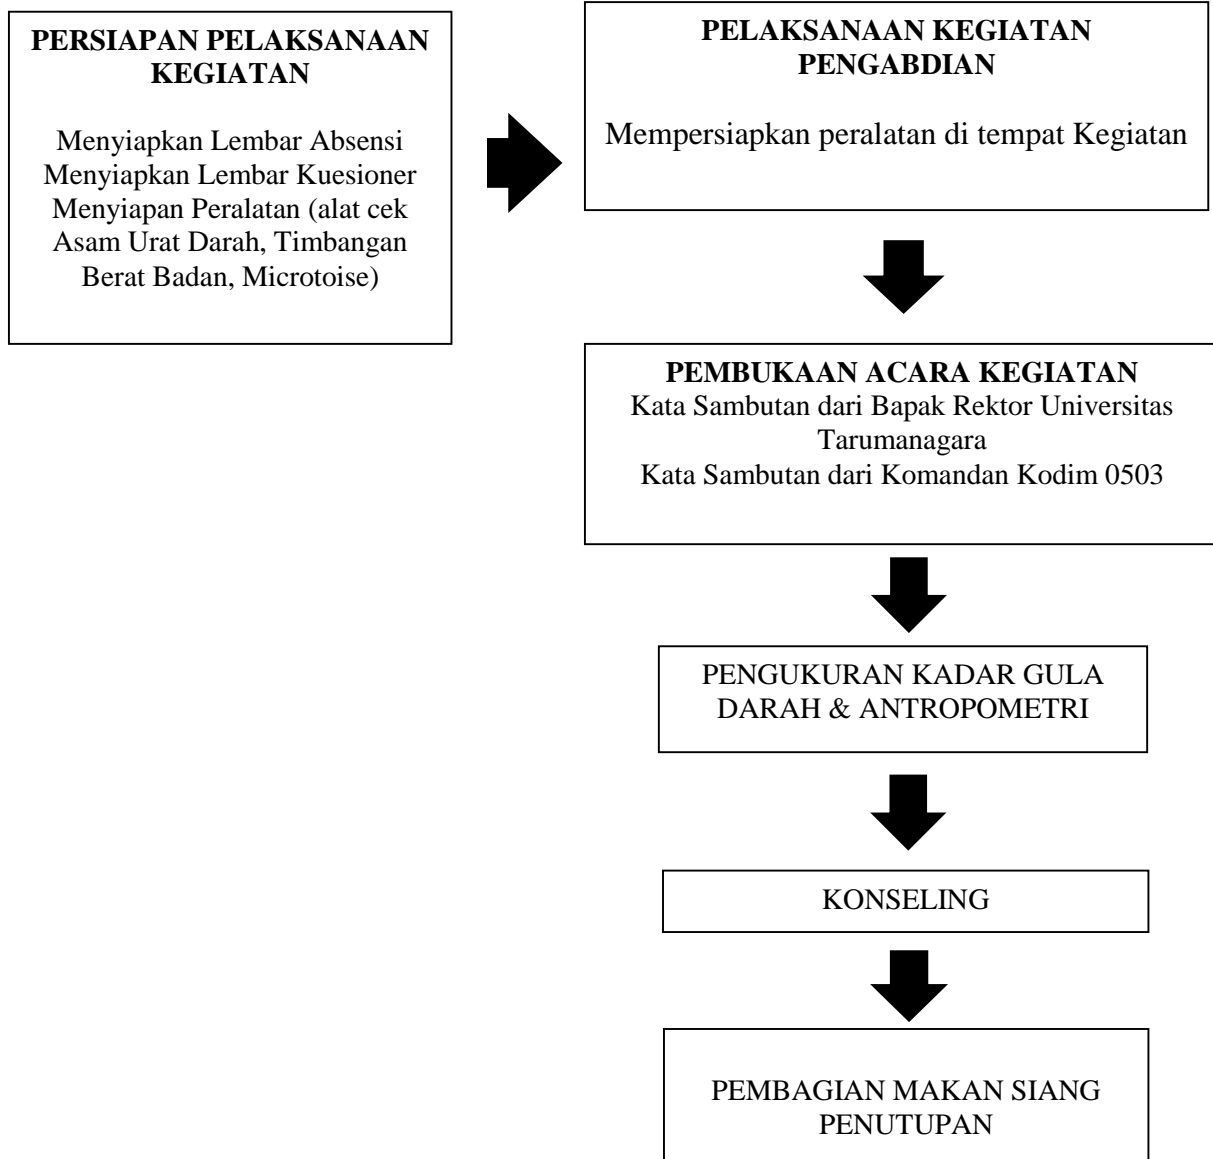 PERSIAPAN PELAKSANAAN
KEGIATAN
Menyiapkan Lembar Absensi
Menyiapkan Lembar Kuesioner
Menyiapan Peralatan (alat cek
Asam Urat Darah, Timbangan
Berat Badan, Microtoise)
PELAKSANAAN KEGIATAN
PENGABDIAN
Mempersiapkan peralatan di tempat Kegiatan
PEMBUKAAN ACARA KEGIATAN
Kata Sambutan dari Bapak Rektor Universitas
Tarumanagara
Kata Sambutan dari Komandan Kodim 0503
PENGUKURAN KADAR GULA
DARAH & ANTROPOMETRI
KONSELING
PEMBAGIAN MAKAN SIANG
PENUTUPAN